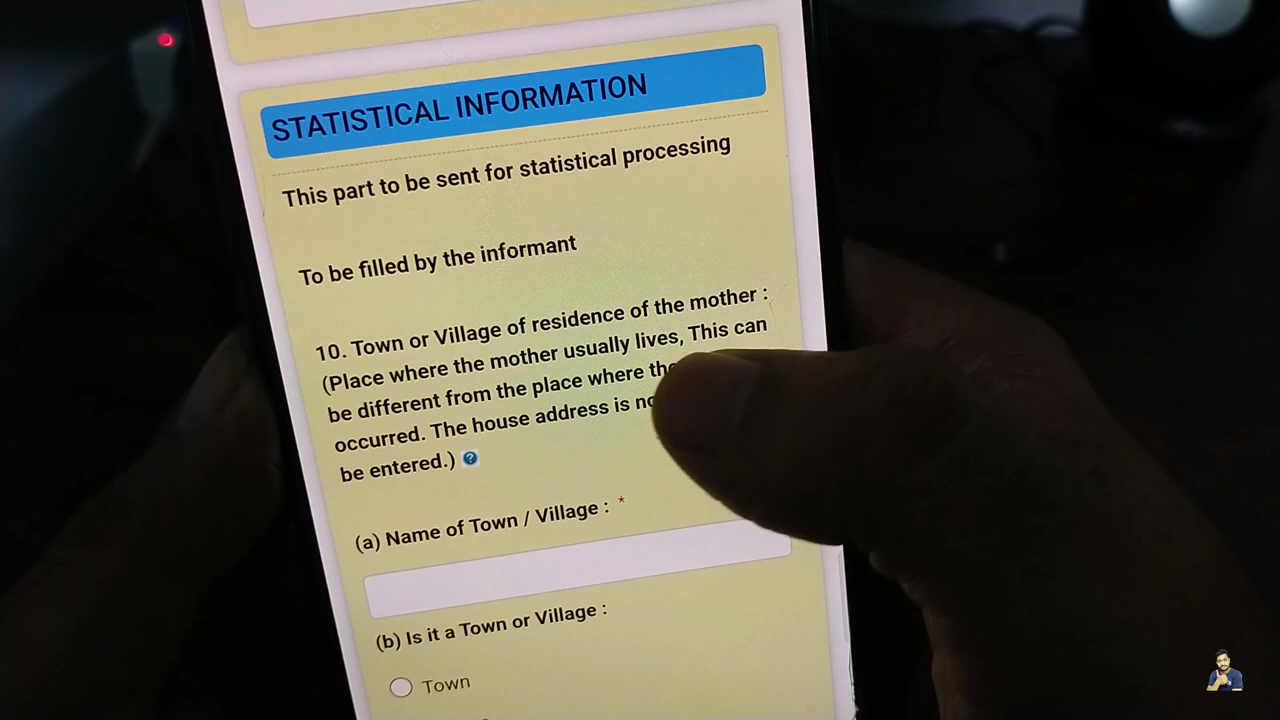 STATISTICAL INFORMATION
This part to be sent for statistical processing
To be filled by the informant
10. Town or Village of residence of the mother :
(Place where the mother usually lives, This can
be different from the place where
occurred. The house address is
be entered.)
(a) Name of Town / Village : *
(b) Is it a Town or Village :
Town